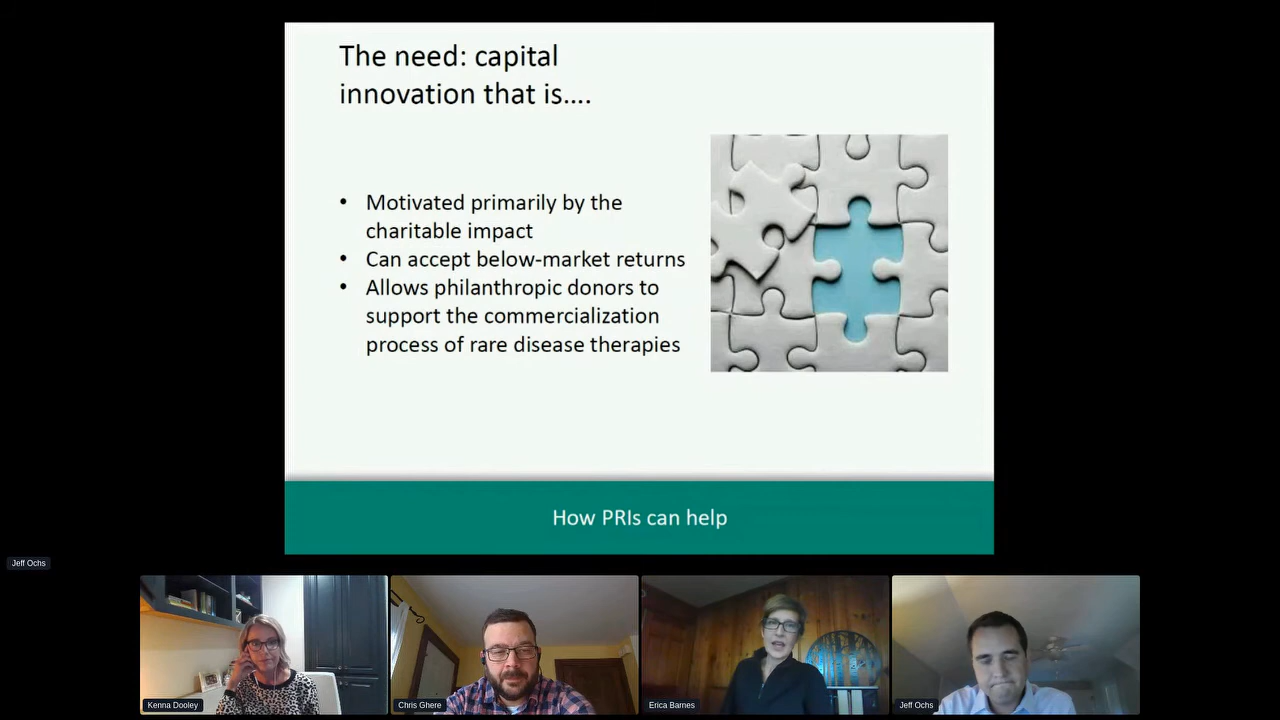 The need: capital
innovation that is....
• Motivated primarily by the
charitable impact
• Can accept below-market returns
• Allows philanthropic donors to
support the commercialization
process of rare disease therapies
How PRIs can help
Jeff Ochs
Kenna Dooley
Chris Ghere
Erica Barnes
Jeff Ochs